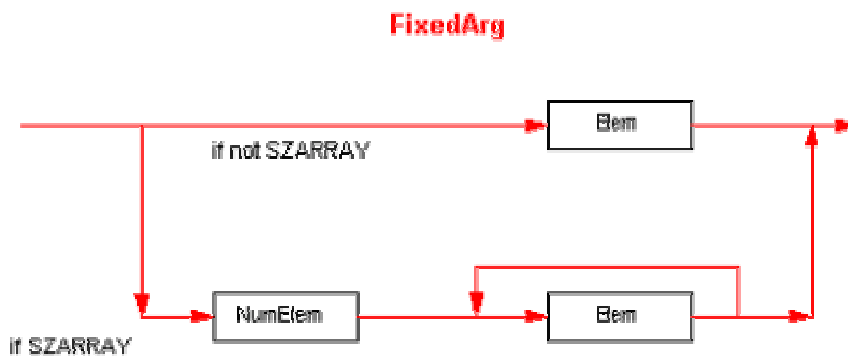 FixedArg
Elem
if not SZARRAY
NumElem
Elem
if SZARRAY